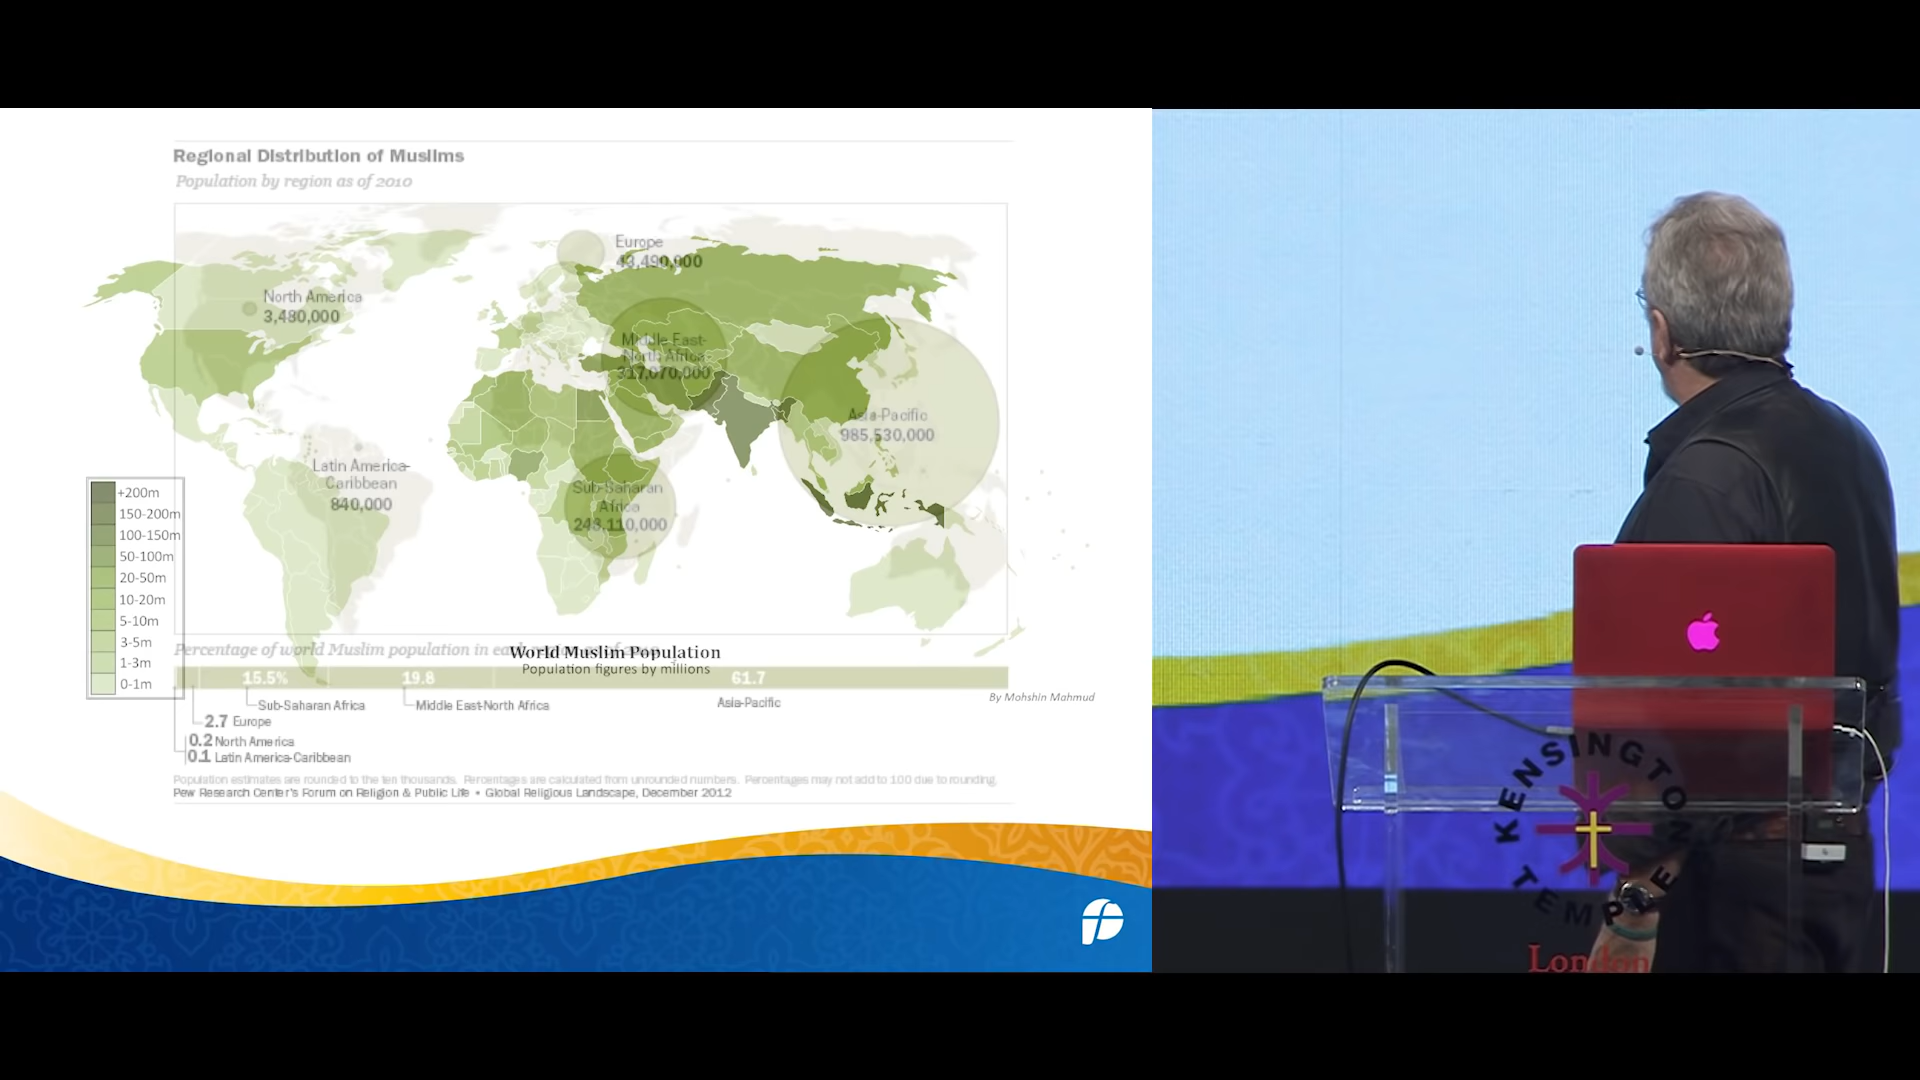 Regional Distribution of Muslims
Population by region as of 2010
Europe
43,490,000
North America
3,480,000
Middle East-
North Africa
317,070,000
Asia-Pacific
985,530,000
Latin America-
Caribbean
840,000
Sub-Saharan
Africa
243,110,000
+200m
150-200m
100-150m
50-100m
20-50m
10-20m
5-10m
3-5m
1-3m
0-1m
Percentage of world Muslim population in
World Muslim Population
Population figures by millions
15.5%
19.8
61.7
By Mohshin Mahmud
Sub-Saharan Africa
Middle East-North Africa
Asia-Pacific
2.7 Europe
0.2 North America
0.1 Latin America-Caribbean
Population estimates are rounded to the ten thousands. Percentages are calculated from unrounded numbers. Percentages may not add to 100 due to rounding.
Pew Research Center's Forum on Religion & Public Life • Global Religious Landscape, December 2012
KENSINGTON
TEMPLE
London